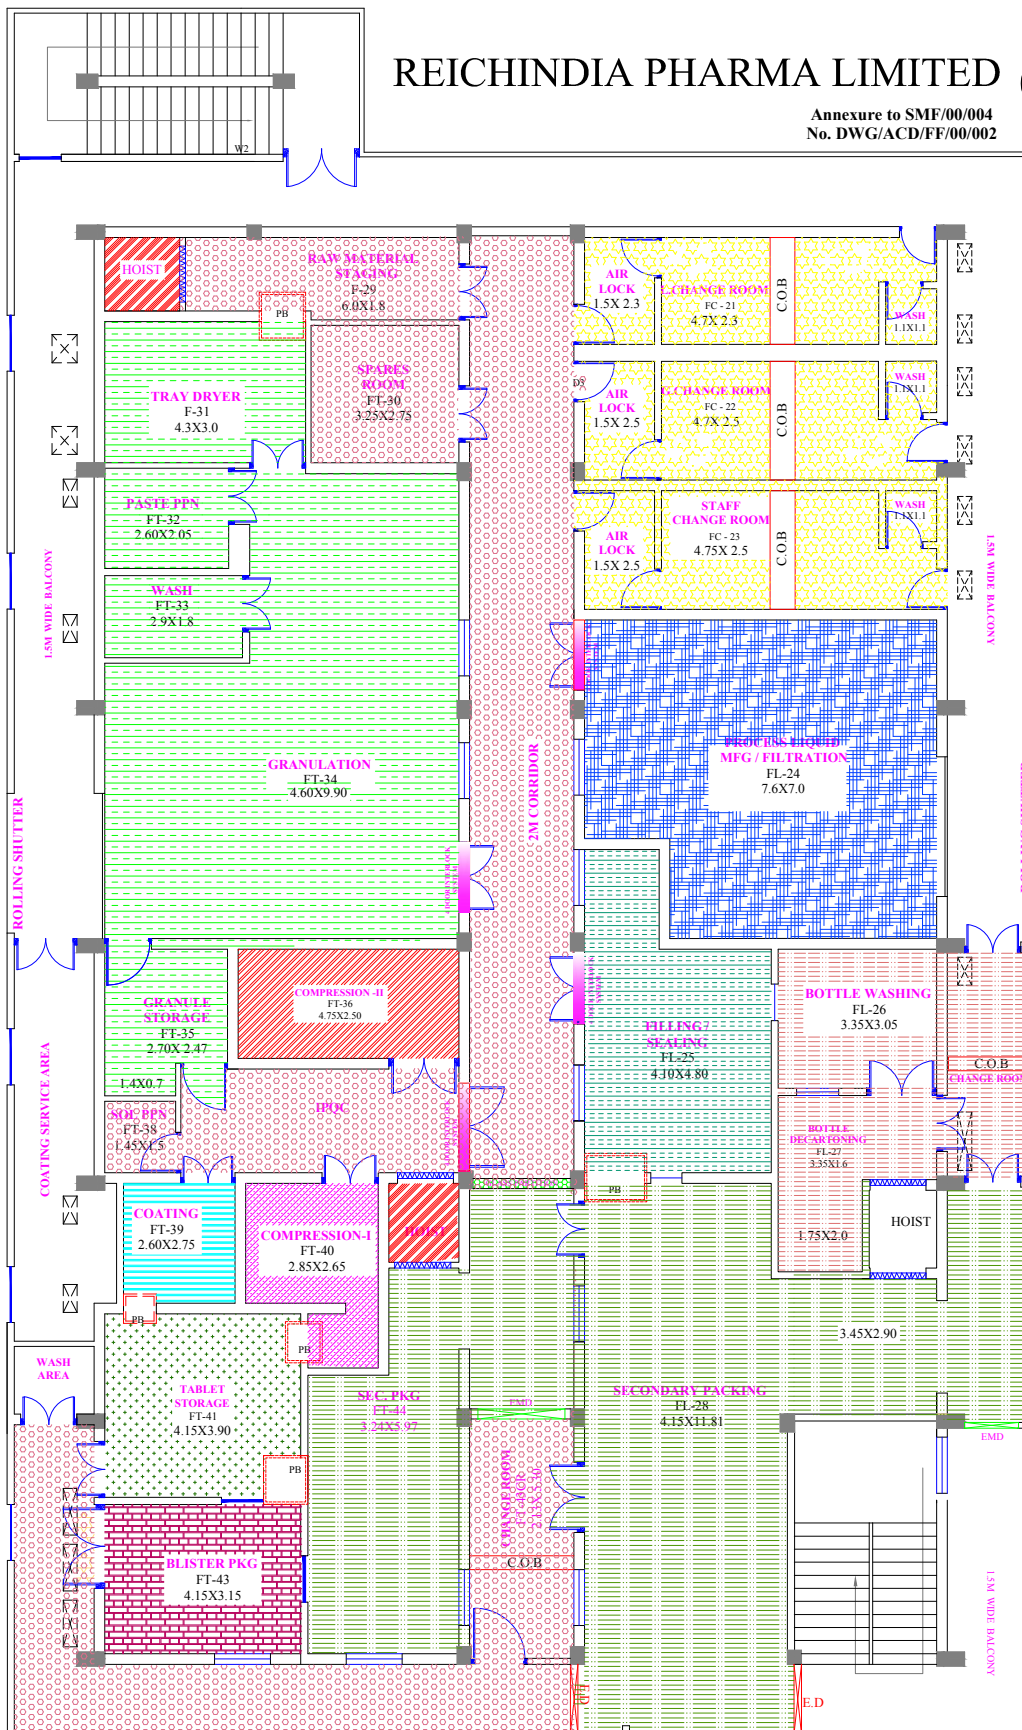 REICHINDIA PHARMA LIMITED
Annexure to SMF/00/004
No. DWG/ACD/FF/00/002
W2
HOIST
RAW MATERIAL
STAGING
F-29
6.0X1.8
PB
AIR
LOCK
1.5X 2.3
L.CHANGE ROOM
FC - 21
4.7X 2.3
C.O.B
WASH
1.1X1.1
TRAY DRYER
F-31
4.3X3.0
SPARES
ROOM
FT-30
3.25X2.75
AIR
LOCK
1.5X 2.5
G.CHANGE ROOM
FC - 22
4.7X 2.5
C.O.B
WASH
1.1X1.1
PASTE PPN
FT-32
2.60X2.05
AIR
LOCK
1.5X 2.5
STAFF
CHANGE ROOM
FC - 23
4.75X 2.5
C.O.B
WASH
1.1X1.1
1.5M WIDE BALCONY
1.5M WIDE BALCONY
WASH
FT-33
2.9X1.8
GRANULATION
FT-34
4.60X9.90
2M CORRIDOR
PROCESS LIQUID
MFG / FILTRATION
FL-24
7.6X7.0
ROLLING SHUTTER
GRANULE
STORAGE
FT-35
2.70X 2.47
1.4X0.7
COMPRESSION -II
FT-36
4.75X2.50
FILLING /
SEALING
FL-25
4.10X4.80
BOTTLE WASHING
FL-26
3.35X3.05
C.O.B
CHANGE ROOM
COATING SERVICE AREA
SOL PPN
FT-38
1.45X1.5
IPQC
DOOR INTERLOCK
SYSTEM
BOTTLE
DECARTONING
FL-27
3.35X1.6
PB
COATING
FT-39
2.60X2.75
COMPRESSION-I
FT-40
2.85X2.65
HOIST
1.75X2.0
HOIST
PB
PB
3.45X2.90
WASH
AREA
TABLET
STORAGE
FT-41
4.15X3.90
SEC. PKG
FT-44
3.24X5.97
EMD
SECONDARY PACKING
FL-28
4.15X11.81
EMD
PB
CHANGE ROOM
C.O.B
BLISTER PKG
FT-43
4.15X3.15
1.5M WIDE BALCONY
E.D
E.D